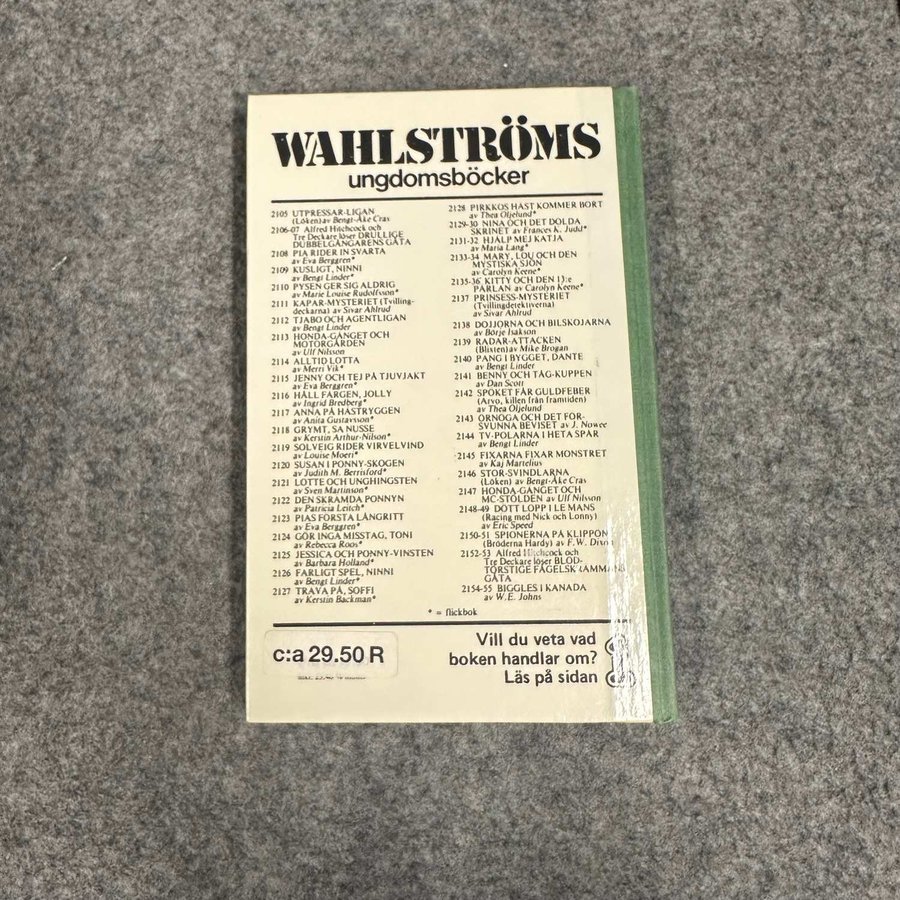 WAHLSTRÖMS
ungdomsböcker
2105 UTPRESSAR-LIGAN
(Löken) av Bengt-Åke Cras
2106-07 Alfred Hitchcock och
Tre Deckare löser DRULLIGE
DUBBELGÅNGARENS GÅTA
2108 PIA RIDER IN SVARTA
av Eva Berggren*
2109 KUSLIGT, NINNI
av Bengt Linder*
2110 PYSEN GER SIG ALDRIG
av Marie Louise Rudolfsson*
2111 KAPAR-MYSTERIET (Tvilling-
deckarna) av Sivar Ahlrud
2112 TJABO OCH AGENTLIGAN
av Bengt Linder
2113 HONDA-GÄNGET OCH
MOTORGÅRDEN
av Ulf Nilsson
2114 ALLTID LOTTA
av Merri Vik*
2115 JENNY OCH TEJ PÅ TJUVJAKT
av Eva Berggren*
2116 HÅLL FÄRGEN, JOLLY
av Ingrid Bredberg*
2117 ANNA PÅ HÄSTRYGGEN
av Anita Gustavsson*
2118 GRYMT, SA NUSSE
av Kerstin Arthur-Nilson*
2119 SOLVEIG RIDER VIRVELVIND
av Louise Moeri*
2120 SUSAN I PONNY-SKOGEN
av Judith M. Berrisford*
2121 LOTTE OCH UNGHINGSTEN
av Sven Martinson*
2122 DEN SKRÄMDA PONNYN
av Patricia Leitch*
2123 PIAS FÖRSTA LÅNGRITT
av Eva Berggren*
2124 GÖR INGA MISSTAG, TONI
av Rebecca Roos*
2125 JESSICA OCH PONNY-VINSTEN
av Barbara Holland*
2126 FARLIGT SPEL, NINNI
av Bengt Linder*
2127 TRAVA PÅ, SOFFI
av Kerstin Backman*
2128 PIRKKOS HÄST KOMMER BORT
av Thea Oljelund*
2129-30 NINA OCH DET DOLDA
SKRINET av Frances K. Judd*
2131-32 HJÄLP MEJ KATJA
av Maria Lang*
2133-34 MARY, LOU OCH DEN
MYSTISKA SJÖN
av Carolyn Keene*
2135-36 KITTY OCH DEN 13:e
PÄRLAN av Carolyn Keene*
2137 PRINSESS-MYSTERIET
(Tvillingdetektiverna)
av Sivar Ahlrud
2138 DOJJORNA OCH BILSKOJARNA
av Börje Isakson
2139 RADAR-ATTACKEN
(Blixten) av Mike Brogan
2140 PANG I BYGGET, DANTE
av Bengt Linder
2141 BENNY OCH TÅG-KUPPEN
av Dan Scott
2142 SPÖKET FÅR GULDFEBER
(Arvo, killen från framtiden)
av Thea Oljelund
2143 ÖRNÖGA OCH DET FÖR-
SVUNNA BEVISET av J. Nowee
2144 TV-POLARNA I HETA SPÅR
av Bengt Linder
2145 FIXARNA FIXAR MONSTRET
av Kaj Martelius
2146 STOR-SVINDLARNA
(Löken) av Bengt-Åke Cras
2147 HONDA-GÄNGET OCH
MC-STÖLDEN av Ulf Nilsson
2148-49 DÖTT LOPP I LE MANS
(Racing med Nick och Lonny)
av Eric Speed
2150-51 SPIONERNA PÅ KLIPPÖN
(Bröderna Hardy) av F.W. Dixon
2152-53 Alfred Hitchcock och
Tre Deckare löser BLOD-
TÖRSTIGE FÅGELSKRÄMMANS
GÅTA
2154-55 BIGGLES I KANADA
av W.E. Johns
* = flickbok
c:a 29.50 R
Vill du veta vad
boken handlar om?
Läs på sidan